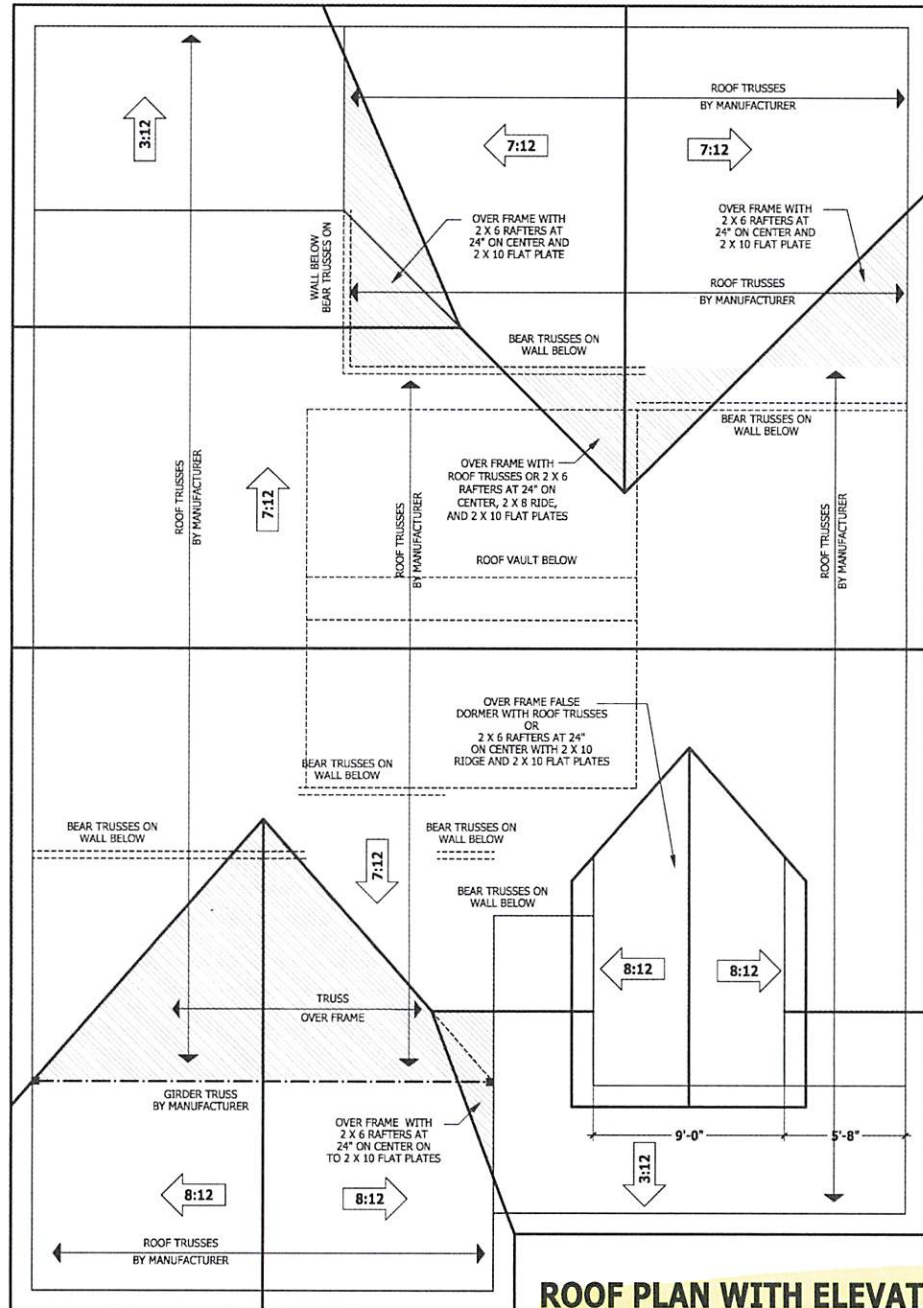 ROOF TRUSSES
BY MANUFACTURER
3:12
7:12
7:12
OVER FRAME WITH
2 X 6 RAFTERS AT
24" ON CENTER AND
2 X 10 FLAT PLATE
OVER FRAME WITH
2 X 6 RAFTERS AT
24" ON CENTER AND
2 X 10 FLAT PLATE
WALL BELOW
BEAR TRUSSES ON
ROOF TRUSSES
BY MANUFACTURER
BEAR TRUSSES ON
WALL BELOW
BEAR TRUSSES ON
WALL BELOW
ROOF TRUSSES
BY MANUFACTURER
7:12
ROOF TRUSSES
BY MANUFACTURER
OVER FRAME WITH
ROOF TRUSSES OR 2 X 6
RAFTERS AT 24" ON
CENTER, 2 X 8 RIDE,
AND 2 X 10 FLAT PLATES
ROOF TRUSSES
BY MANUFACTURER
ROOF VAULT BELOW
OVER FRAME FALSE
DORMER WITH ROOF TRUSSES
OR
2 X 6 RAFTERS AT 24"
ON CENTER WITH 2 X 10
RIDGE AND 2 X 10 FLAT PLATES
BEAR TRUSSES ON
WALL BELOW
BEAR TRUSSES ON
WALL BELOW
BEAR TRUSSES ON
WALL BELOW
7:12
BEAR TRUSSES ON
WALL BELOW
8:12
8:12
TRUSS
OVER FRAME
GIRDER TRUSS
BY MANUFACTURER
OVER FRAME WITH
2 X 6 RAFTERS AT
24" ON CENTER ON
TO 2 X 10 FLAT PLATES
9'-0"
5'-8"
3:12
8:12
8:12
ROOF TRUSSES
BY MANUFACTURER
ROOF PLAN WITH ELEVAT